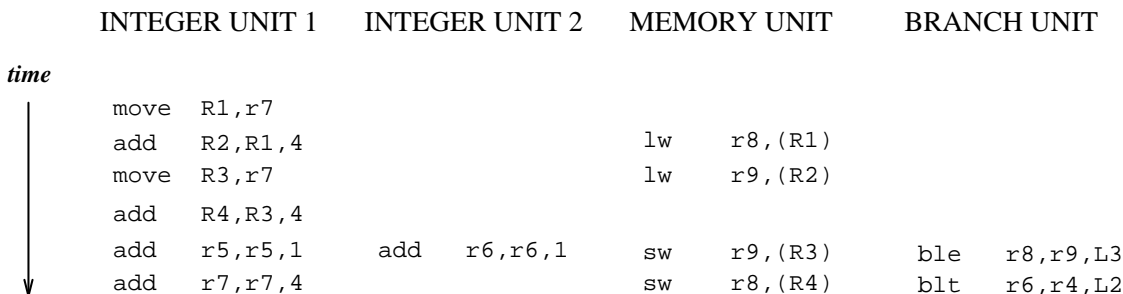 INTEGER UNIT 1 INTEGER UNIT 2 MEMORY UNIT BRANCH UNIT
time
move R1,r7
add R2,R1,4 lw r8,(R1)
move R3,r7 lw r9,(R2)
add R4,R3,4
add r5,r5,1 add r6,r6,1 sw r9,(R3) ble r8,r9,L3
add r7,r7,4 sw r8,(R4) blt r6,r4,L2